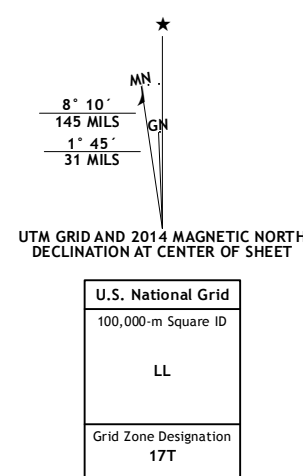 MN
GN
8° 10´
145 MILS
1° 45´
31 MILS
UTM GRID AND 2014 MAGNETIC NORTH
DECLINATION AT CENTER OF SHEET
U.S. National Grid
100,000-m Square ID
LL
Grid Zone Designation
17T